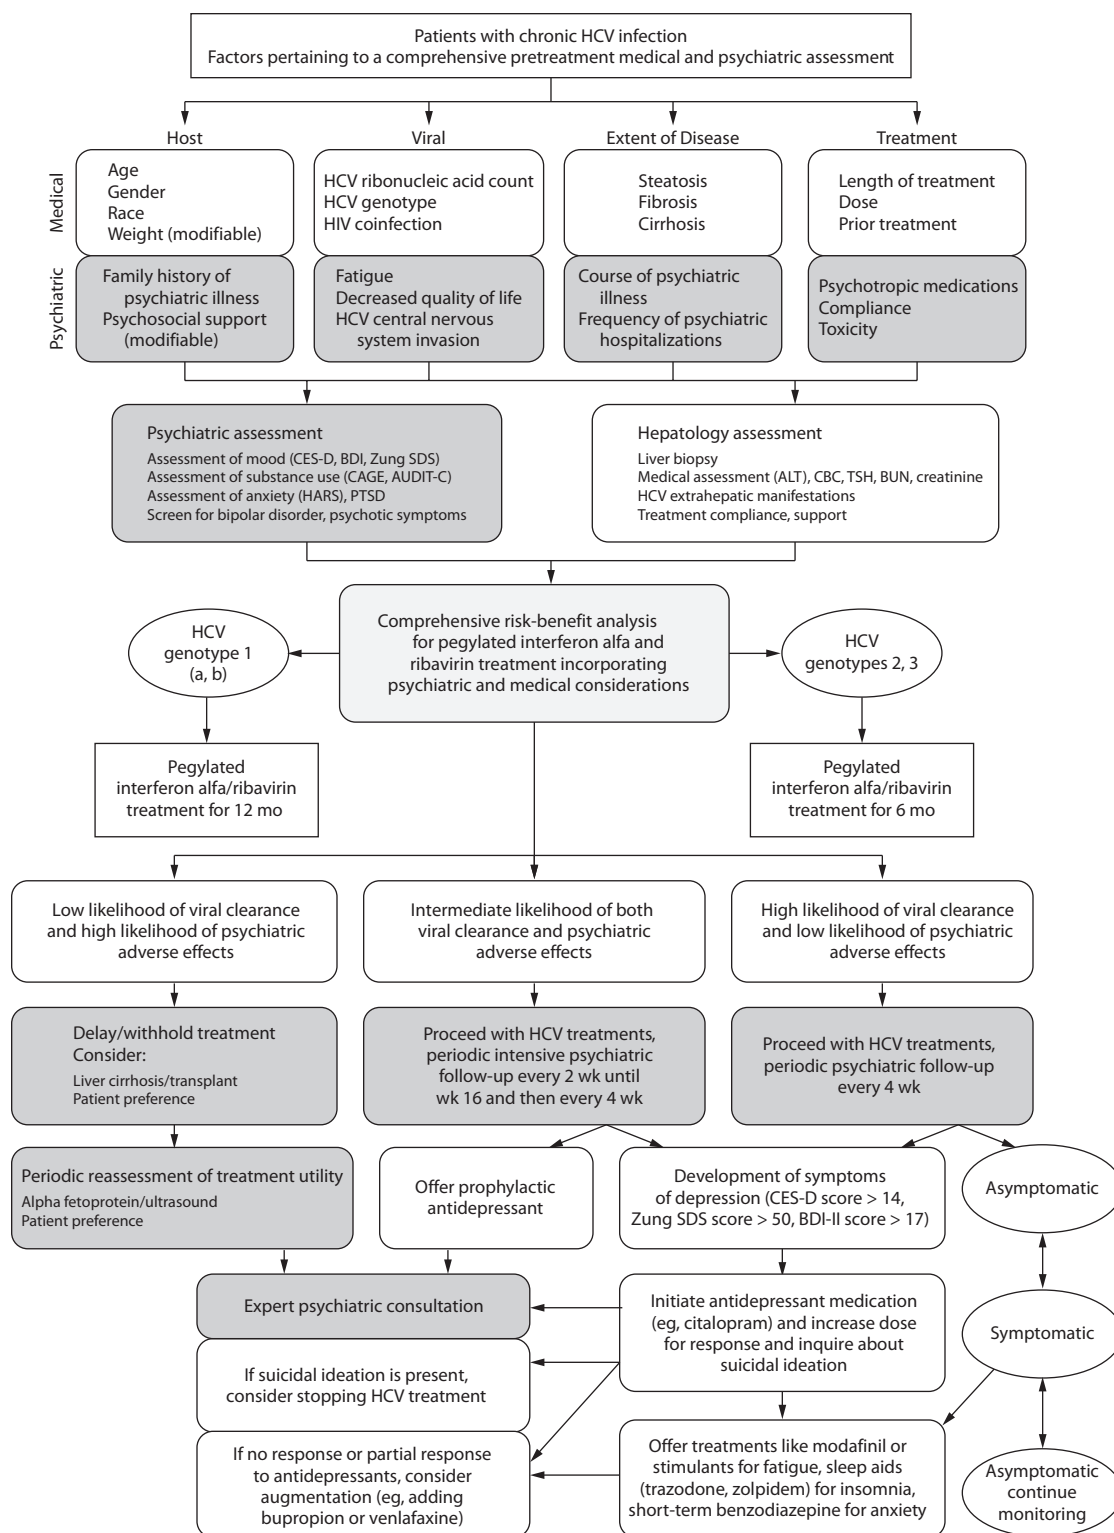 Patients with chronic HCV infection
Factors pertaining to a comprehensive pretreatment medical and psychiatric assessment
Host
Viral
Extent of Disease
Treatment
Medical
Age
Gender
Race
Weight (modifiable)
HCV ribonucleic acid count
HCV genotype
HIV coinfection
Steatosis
Fibrosis
Cirrhosis
Length of treatment
Dose
Prior treatment
Psychiatric
Family history of
psychiatric illness
Psychosocial support
(modifiable)
Fatigue
Decreased quality of life
HCV central nervous
system invasion
Course of psychiatric
illness
Frequency of psychiatric
hospitalizations
Psychotropic medications
Compliance
Toxicity
Psychiatric assessment
Assessment of mood (CES-D, BDI, Zung SDS)
Assessment of substance use (CAGE, AUDIT-C)
Assessment of anxiety (HARS), PTSD
Screen for bipolar disorder, psychotic symptoms
Hepatology assessment
Liver biopsy
Medical assessment (ALT), CBC, TSH, BUN, creatinine
HCV extrahepatic manifestations
Treatment compliance, support
HCV
genotype 1
(a, b)
Comprehensive risk-benefit analysis
for pegylated interferon alfa and
ribavirin treatment incorporating
psychiatric and medical considerations
HCV
genotypes 2, 3
Pegylated
interferon alfa/ribavirin
treatment for 12 mo
Pegylated
interferon alfa/ribavirin
treatment for 6 mo
Low likelihood of viral clearance
and high likelihood of psychiatric
adverse effects
Intermediate likelihood of both
viral clearance and psychiatric
adverse effects
High likelihood of viral clearance
and low likelihood of psychiatric
adverse effects
Delay/withhold treatment
Consider:
Liver cirrhosis/transplant
Patient preference
Proceed with HCV treatments,
periodic intensive psychiatric
follow-up every 2 wk until
wk 16 and then every 4 wk
Proceed with HCV treatments,
periodic psychiatric follow-up
every 4 wk
Periodic reassessment of treatment utility
Alpha fetoprotein/ultrasound
Patient preference
Offer prophylactic
antidepressant
Development of symptoms
of depression (CES-D score > 14,
Zung SDS score > 50, BDI-II score > 17)
Asymptomatic
Expert psychiatric consultation
Initiate antidepressant medication
(eg, citalopram) and increase dose
for response and inquire about
suicidal ideation
Symptomatic
If suicidal ideation is present,
consider stopping HCV treatment
If no response or partial response
to antidepressants, consider
augmentation (eg, adding
bupropion or venlafaxine)
Offer treatments like modafinil or
stimulants for fatigue, sleep aids
(trazodone, zolpidem) for insomnia,
short-term benzodiazepine for anxiety
Asymptomatic
continue
monitoring